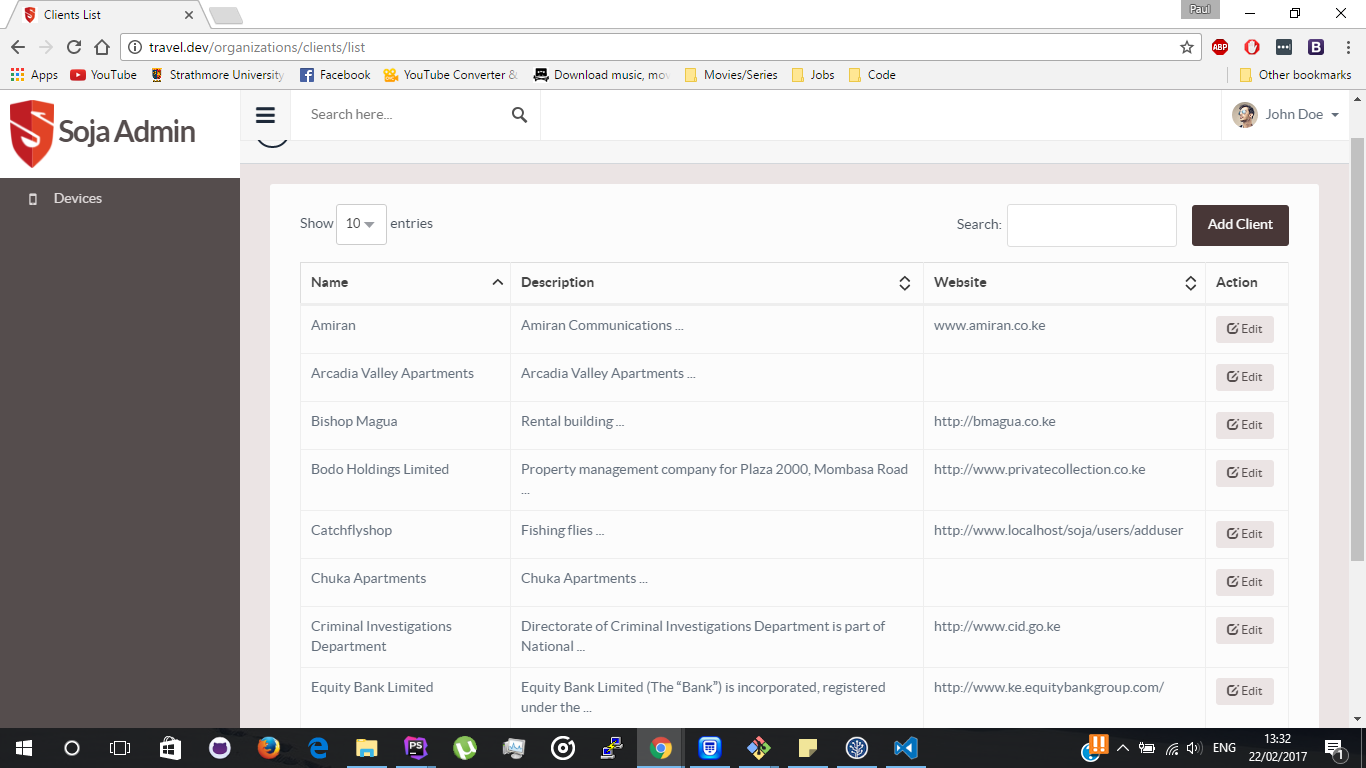 Clients List
Paul
travel.dev/organizations/clients/list
ABP
B
Apps YouTube Strathmore University Facebook YouTube Converter & Download music, mov Movies/Series Jobs Code Other bookmarks
Soja Admin
Search here...
John Doe
Devices
Show 10 entries
Search:
Add Client
Name Description Website Action
Amiran Amiran Communications ... www.amiran.co.ke Edit
Arcadia Valley Apartments Arcadia Valley Apartments ... Edit
Bishop Magua Rental building ... http://bmagua.co.ke Edit
Bodo Holdings Limited Property management company for Plaza 2000, Mombasa Road http://www.privatecollection.co.ke Edit
...
Catchflyshop Fishing flies ... http://www.localhost/soja/users/adduser Edit
Chuka Apartments Chuka Apartments ... Edit
Criminal Investigations Directorate of Criminal Investigations Department is part of http://www.cid.go.ke Edit
Department National ...
Equity Bank Limited Equity Bank Limited (The “Bank”) is incorporated, registered http://www.ke.equitybankgroup.com/ Edit
under the ...
PS
ENG
13:32
22/02/2017
1